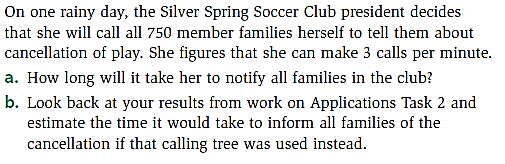 On one rainy day, the Silver Spring Soccer Club president decides
that she will call all 750 member families herself to tell them about
cancellation of play. She figures that she can make 3 calls per minute.
a. How long will it take her to notify all families in the club?
b. Look back at your results from work on Applications Task 2 and
estimate the time it would take to inform all families of the
cancellation if that calling tree was used instead.